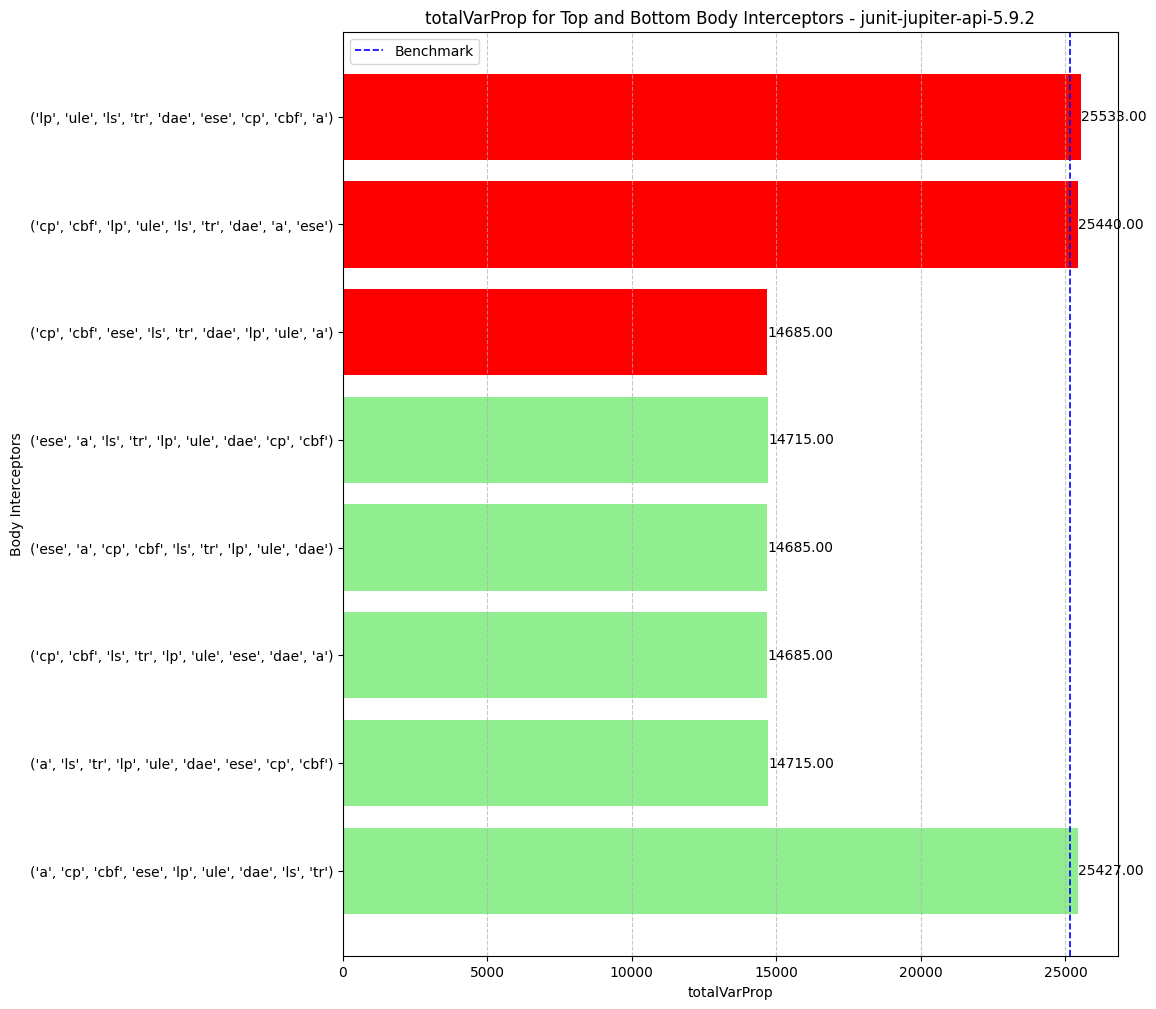 totalVarProp for Top and Bottom Body Interceptors - junit-jupiter-api-5.9.2
Benchmark
('lp', 'ule', 'ls', 'tr', 'dae', 'ese', 'cp', 'cbf', 'a')
25533.00
('cp', 'cbf', 'lp', 'ule', 'ls', 'tr', 'dae', 'a', 'ese')
25440.00
('cp', 'cbf', 'ese', 'ls', 'tr', 'dae', 'lp', 'ule', 'a')
14685.00
('ese', 'a', 'ls', 'tr', 'lp', 'ule', 'dae', 'cp', 'cbf')
14715.00
('ese', 'a', 'cp', 'cbf', 'ls', 'tr', 'lp', 'ule', 'dae')
14685.00
('cp', 'cbf', 'ls', 'tr', 'lp', 'ule', 'ese', 'dae', 'a')
14685.00
('a', 'ls', 'tr', 'lp', 'ule', 'dae', 'ese', 'cp', 'cbf')
14715.00
('a', 'cp', 'cbf', 'ese', 'lp', 'ule', 'dae', 'ls', 'tr')
25427.00
Body Interceptors
0 5000 10000 15000 20000 25000
totalVarProp